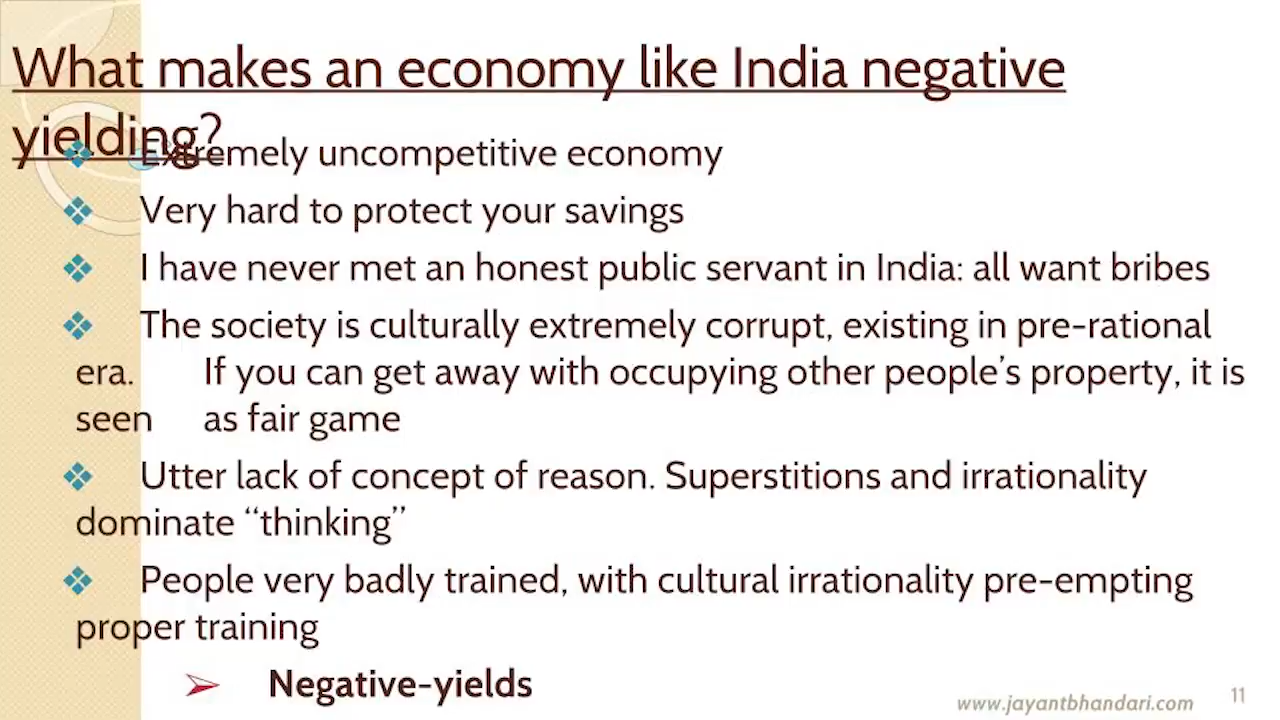 What makes an economy like India negative
yielding?
Extremely uncompetitive economy
Very hard to protect your savings
I have never met an honest public servant in India: all want bribes
The society is culturally extremely corrupt, existing in pre-rational
era. If you can get away with occupying other people’s property, it is
seen as fair game
Utter lack of concept of reason. Superstitions and irrationality
dominate “thinking”
People very badly trained, with cultural irrationality pre-empting
proper training
Negative-yields
www.jayantbhandari.com 11